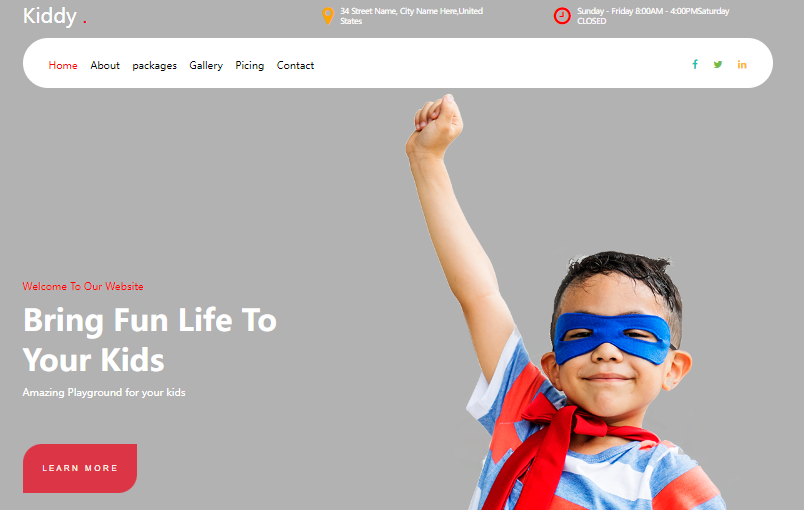 Kiddy .
34 Street Name, City Name Here,United
States
Sunday - Friday 8:00AM - 4:00PMSaturday
CLOSED
Home About packages Gallery Picing Contact
Welcome To Our Website
Bring Fun Life To
Your Kids
Amazing Playground for your kids
LEARN MORE